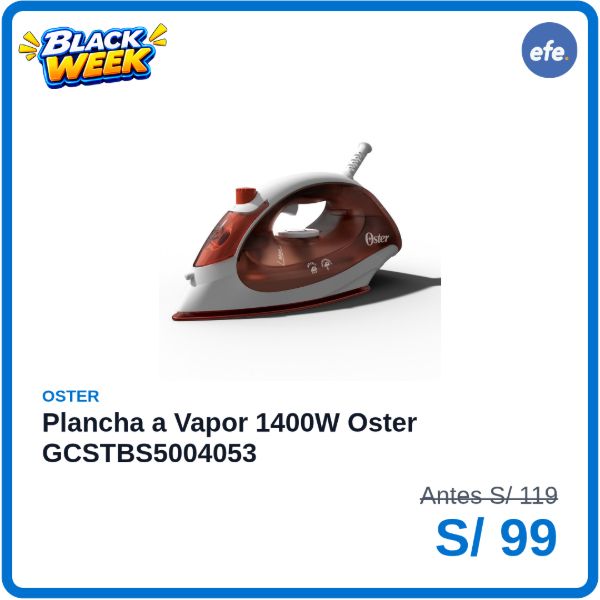 BLACK
WEEK
efe.
Oster
OSTER
Plancha a Vapor 1400W Oster
GCSTBS5004053
Antes S/ 119
S/ 99